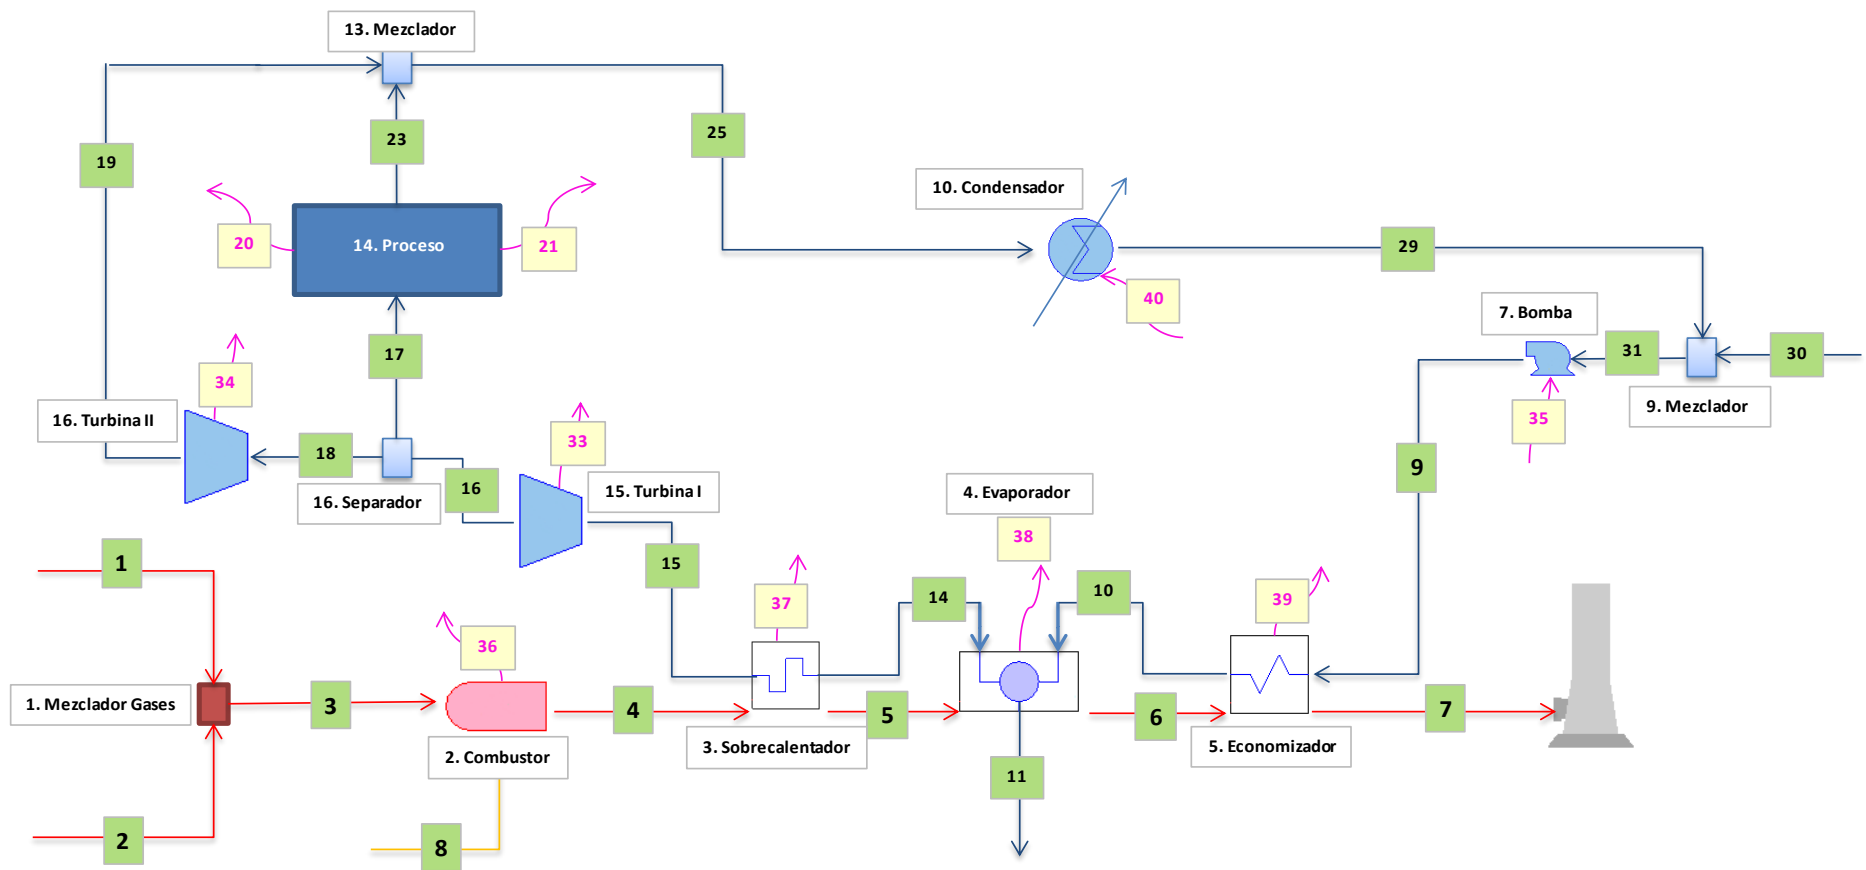 13. Mezclador
23
25
19
10. Condensador
20
14. Proceso
21
29
40
7. Bomba
17
31
30
34
35
9. Mezclador
16. Turbina II
33
18
16
9
16. Separador
15. Turbina I
4. Evaporador
38
1
15
14
10
37
39
36
1. Mezclador Gases
3
4
5
6
7
2. Combustor
3. Sobrecalentador
5. Economizador
11
2
8